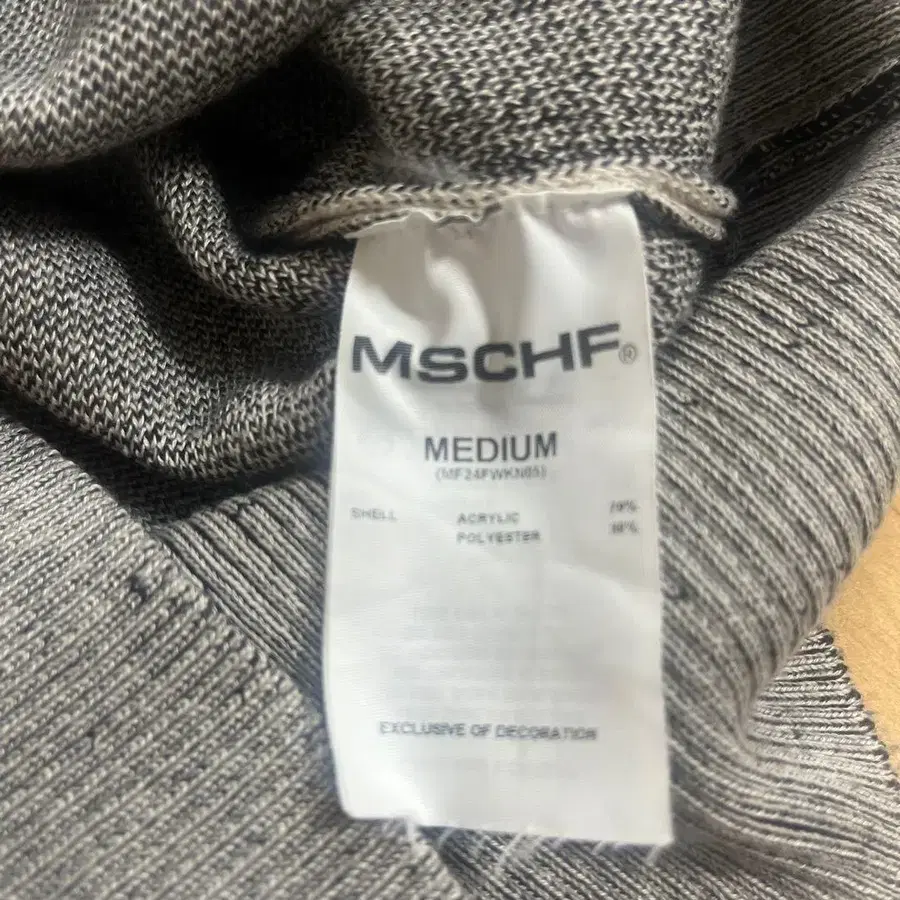 MSCHF®
MEDIUM
(MF24FWKN05)
SHELL ACRYLIC
POLYESTER
EXCLUSIVE OF DECORATION